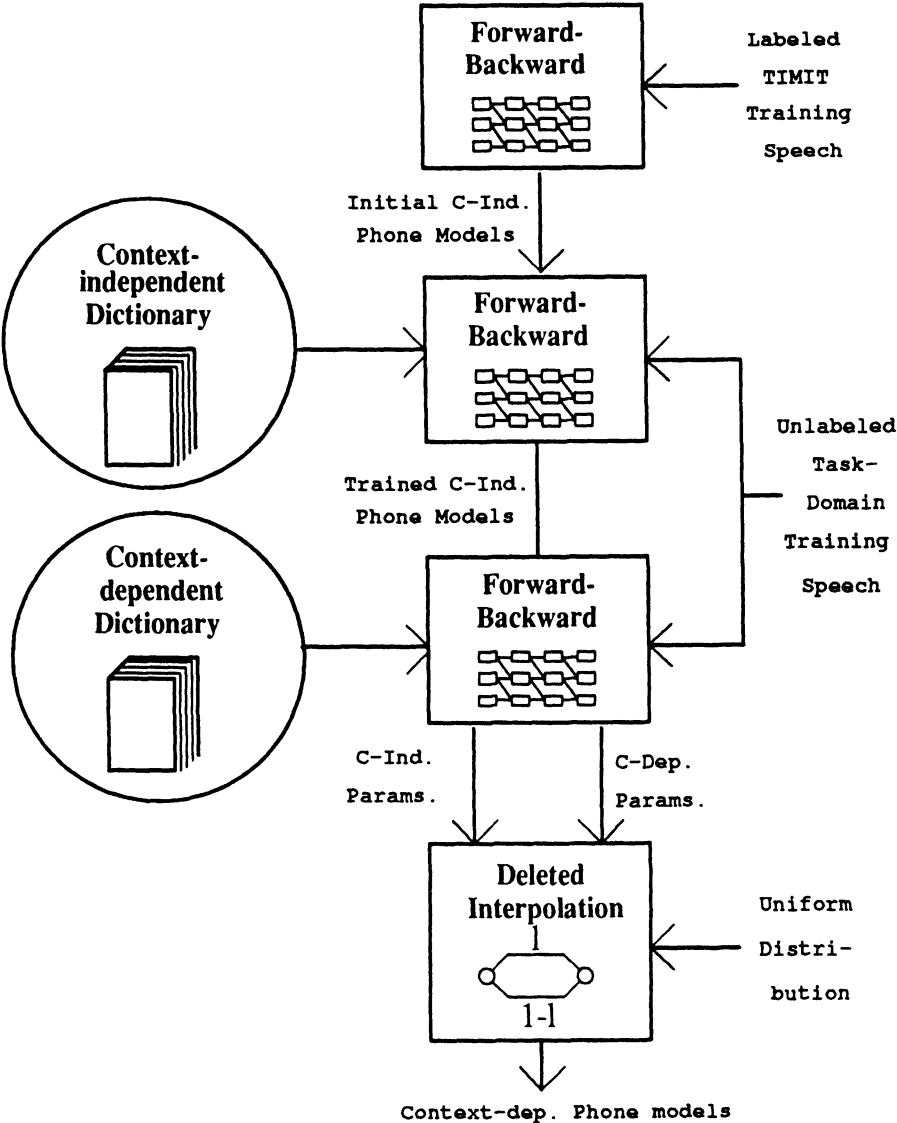 Forward-
Backward
Labeled
TIMIT
Training
Speech
Initial C-Ind.
Phone Models
Context-
independent
Dictionary
Forward-
Backward
Unlabeled
Task-
Domain
Training
Speech
Trained C-Ind.
Phone Models
Context-
dependent
Dictionary
Forward-
Backward
C-Ind.
Params.
C-Dep.
Params.
Deleted
Interpolation
l
1-l
Uniform
Distri-
bution
Context-dep. Phone models